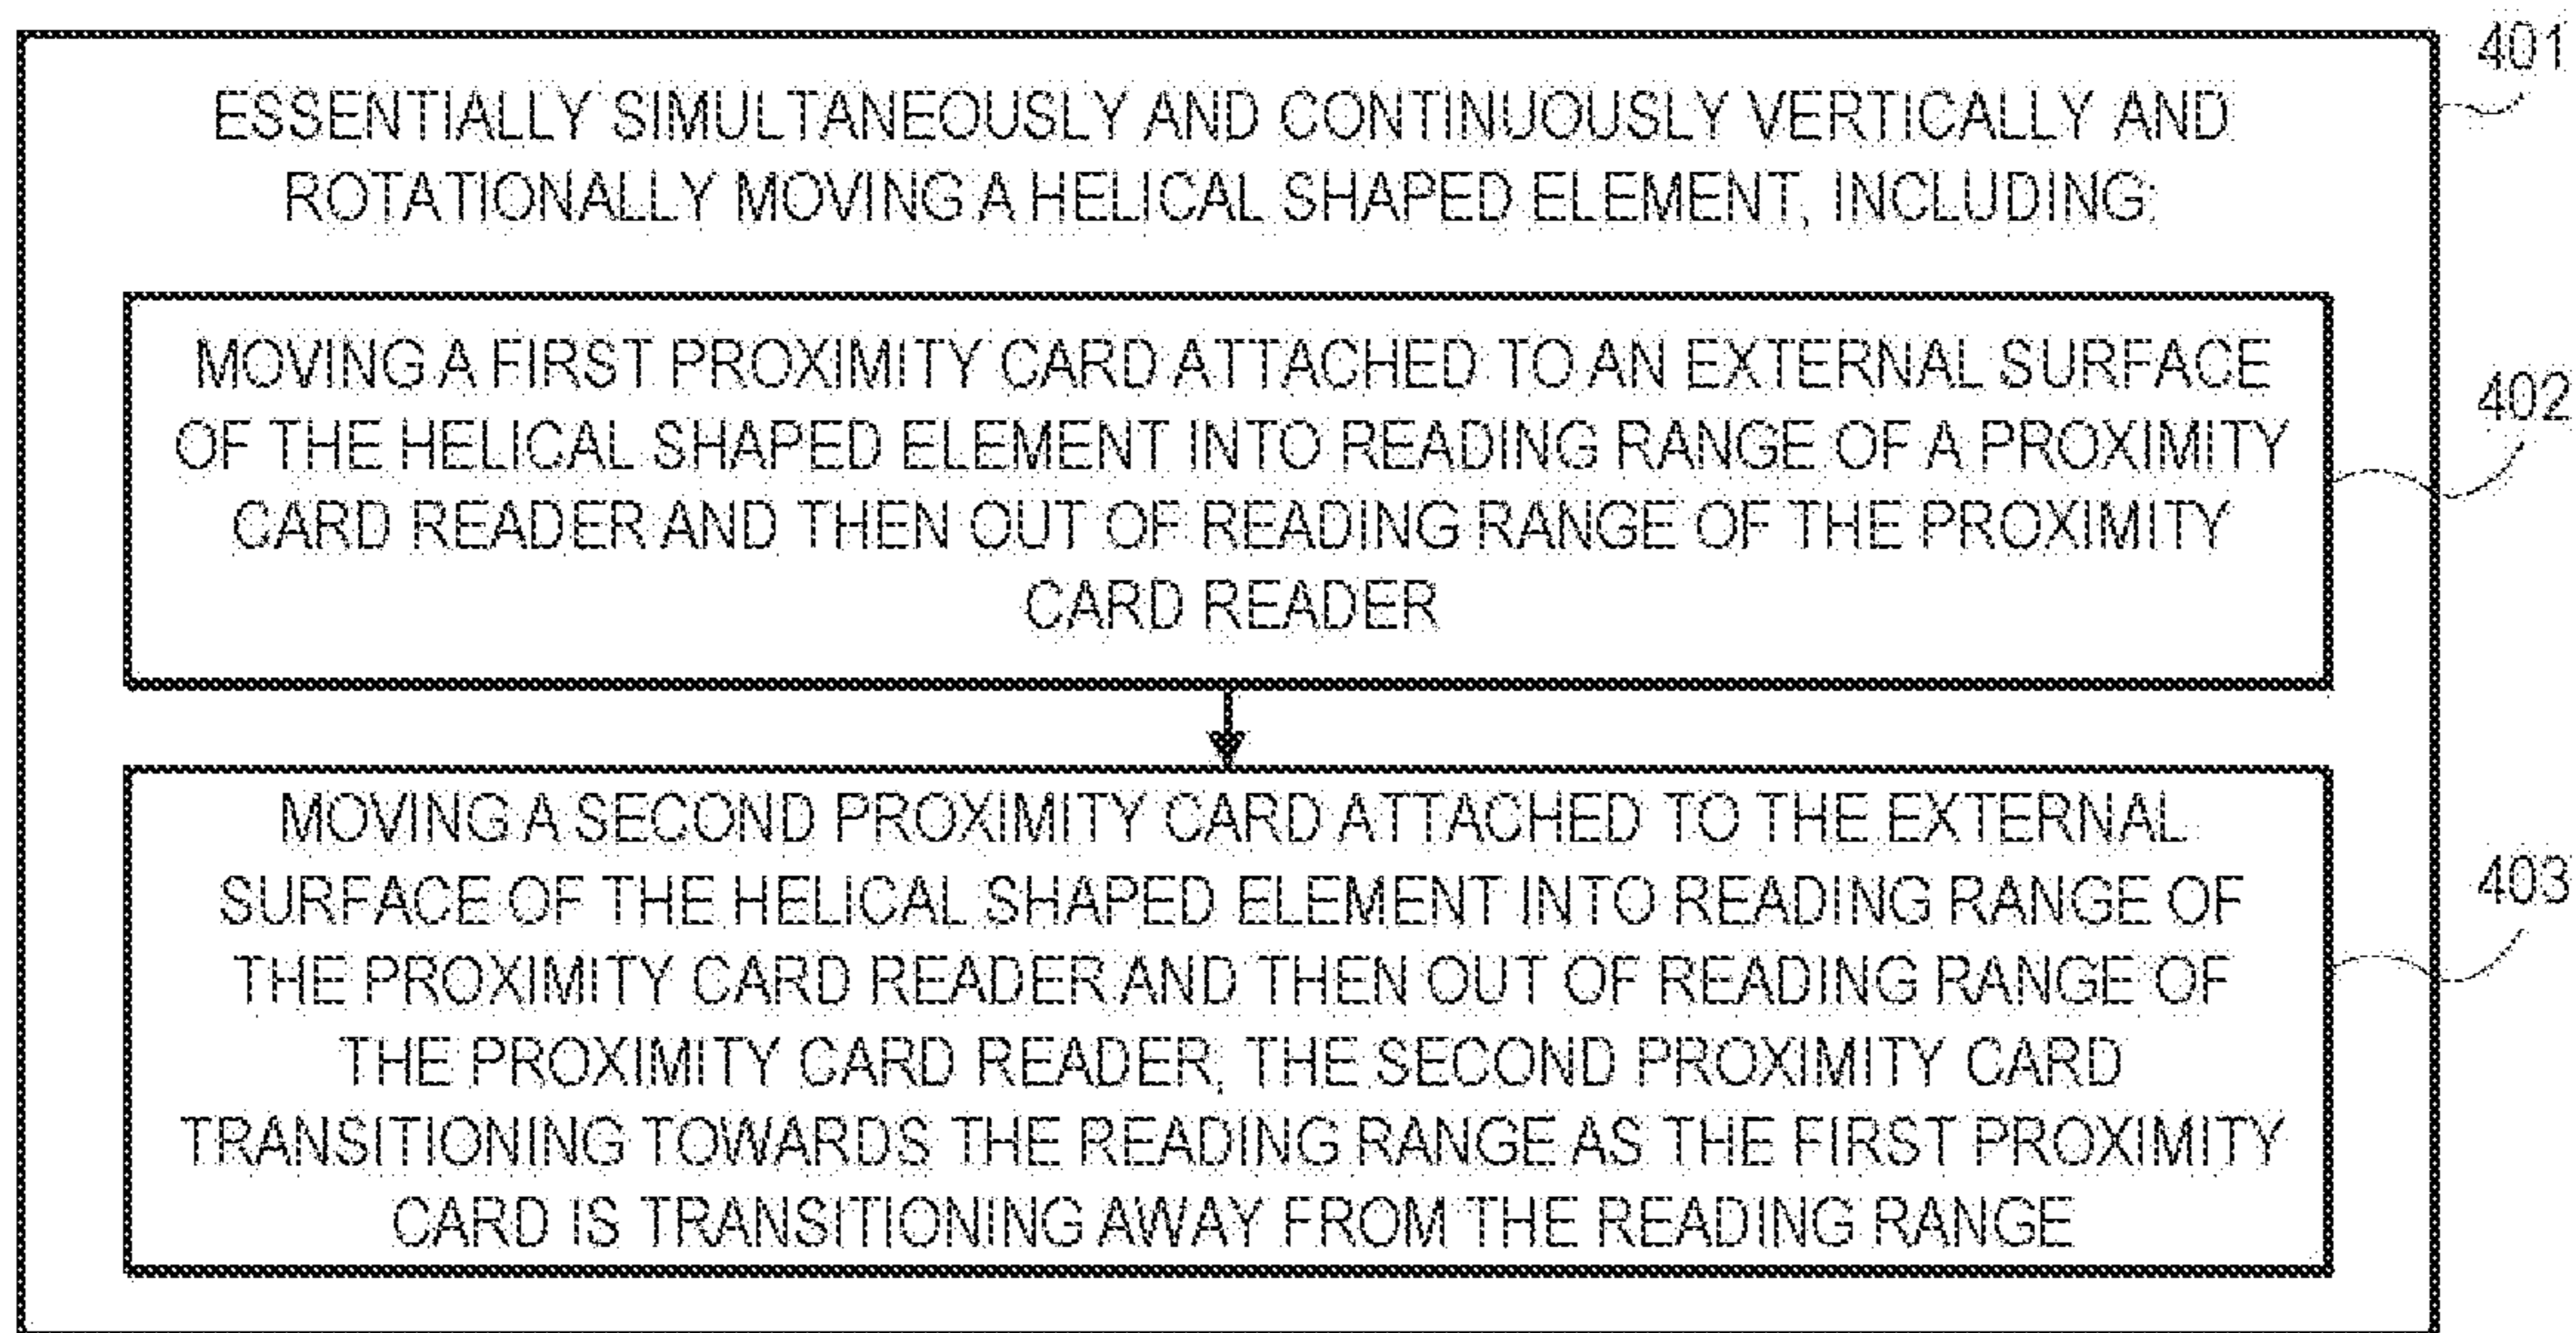 401
ESSENTIALLY SIMULTANEOUSLY AND CONTINUOUSLY VERTICALLY AND
ROTATIONALLY MOVING A HELICAL SHAPED ELEMENT, INCLUDING:
MOVING A FIRST PROXIMITY CARD ATTACHED TO AN EXTERNAL SURFACE
OF THE HELICAL SHAPED ELEMENT INTO READING RANGE OF A PROXIMITY
CARD READER AND THEN OUT OF READING RANGE OF THE PROXIMITY
CARD READER
402
MOVING A SECOND PROXIMITY CARD ATTACHED TO THE EXTERNAL
SURFACE OF THE HELICAL SHAPED ELEMENT INTO READING RANGE OF
THE PROXIMITY CARD READER AND THEN OUT OF READING RANGE OF
THE PROXIMITY CARD READER, THE SECOND PROXIMITY CARD
TRANSITIONING TOWARDS THE READING RANGE AS THE FIRST PROXIMITY
CARD IS TRANSITIONING AWAY FROM THE READING RANGE
403